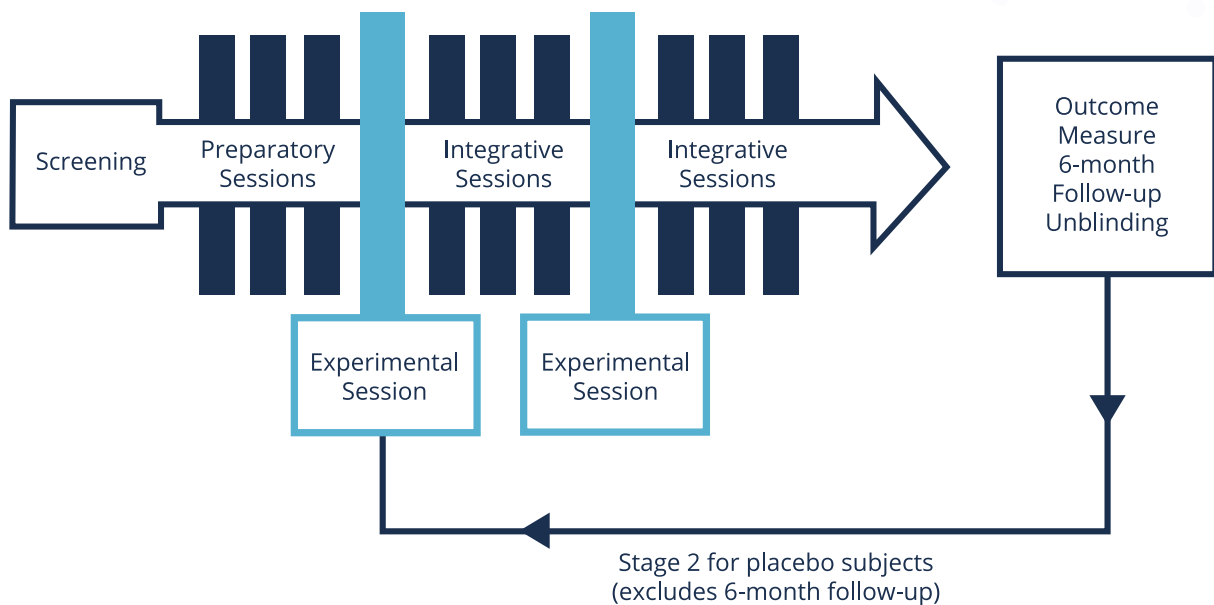 Screening
Preparatory
Sessions
Integrative
Sessions
Integrative
Sessions
Outcome
Measure
6-month
Follow-up
Unblinding
Experimental
Session
Experimental
Session
Stage 2 for placebo subjects
(excludes 6-month follow-up)